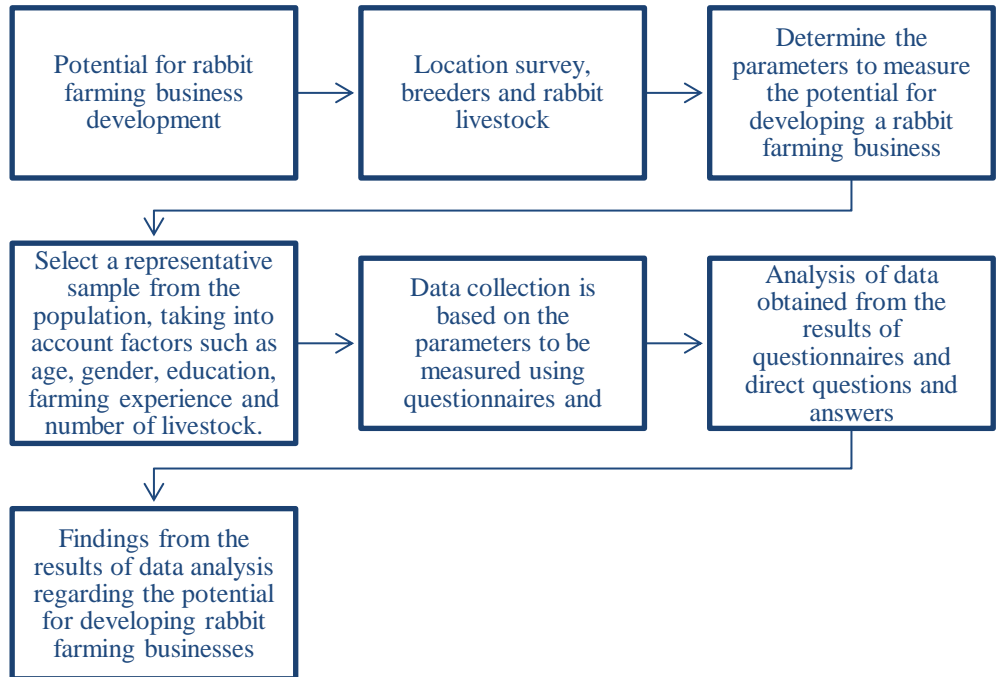 Potential for rabbit
farming business
development
Location survey,
breeders and rabbit
livestock
Determine the
parameters to measure
the potential for
developing a rabbit
farming business
Select a representative
sample from the
population, taking into
account factors such as
age, gender, education,
farming experience and
number of livestock.
Data collection is
based on the
parameters to be
measured using
questionnaires and
Analysis of data
obtained from the
results of
questionnaires and
direct questions and
answers
Findings from the
results of data analysis
regarding the potential
for developing rabbit
farming businesses